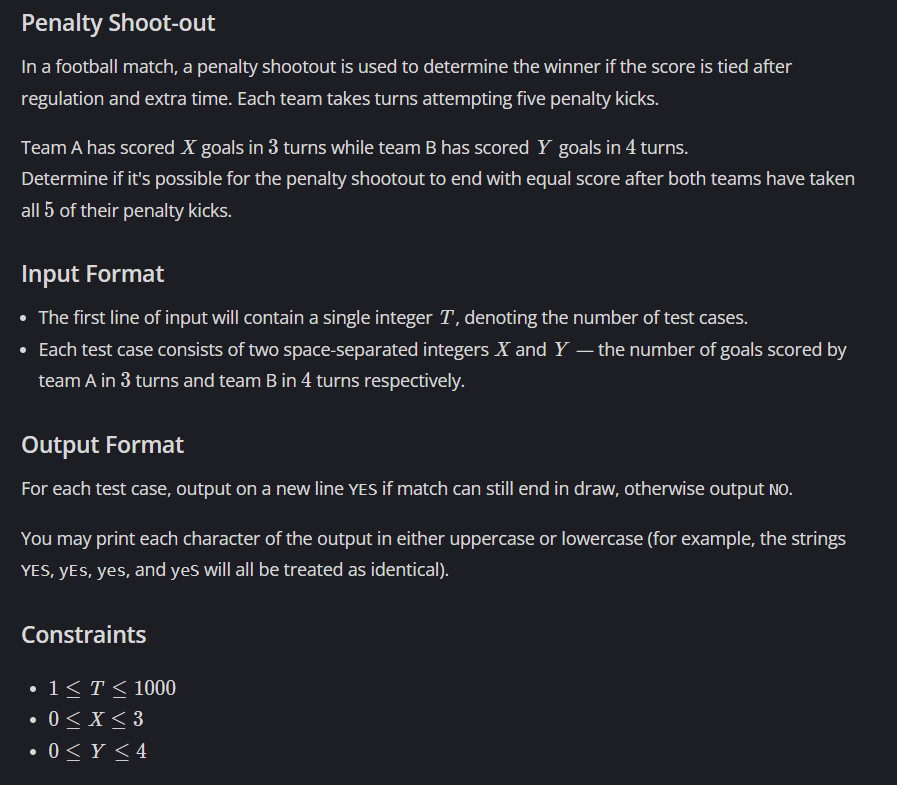 Penalty Shoot-out
In a football match, a penalty shootout is used to determine the winner if the score is tied after
regulation and extra time. Each team takes turns attempting five penalty kicks.
Team A has scored X goals in 3 turns while team B has scored Y goals in 4 turns.
Determine if it's possible for the penalty shootout to end with equal score after both teams have taken
all 5 of their penalty kicks.
Input Format
• The first line of input will contain a single integer T, denoting the number of test cases.
• Each test case consists of two space-separated integers X and Y — the number of goals scored by
team A in 3 turns and team B in 4 turns respectively.
Output Format
For each test case, output on a new line YES if match can still end in draw, otherwise output NO.
You may print each character of the output in either uppercase or lowercase (for example, the strings
YES, yEs, yes, and yeS will all be treated as identical).
Constraints
• 1 ≤ T ≤ 1000
• 0 ≤ X ≤ 3
• 0 ≤ Y ≤ 4